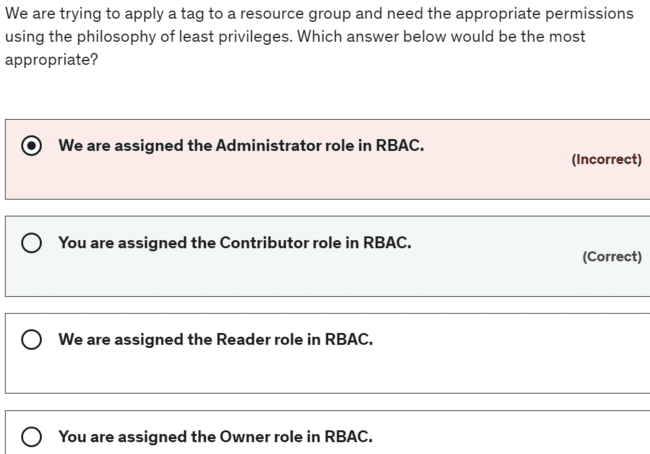 We are trying to apply a tag to a resource group and need the appropriate permissions
using the philosophy of least privileges. Which answer below would be the most
appropriate?
We are assigned the Administrator role in RBAC.
(Incorrect)
You are assigned the Contributor role in RBAC.
(Correct)
We are assigned the Reader role in RBAC.
You are assigned the Owner role in RBAC.